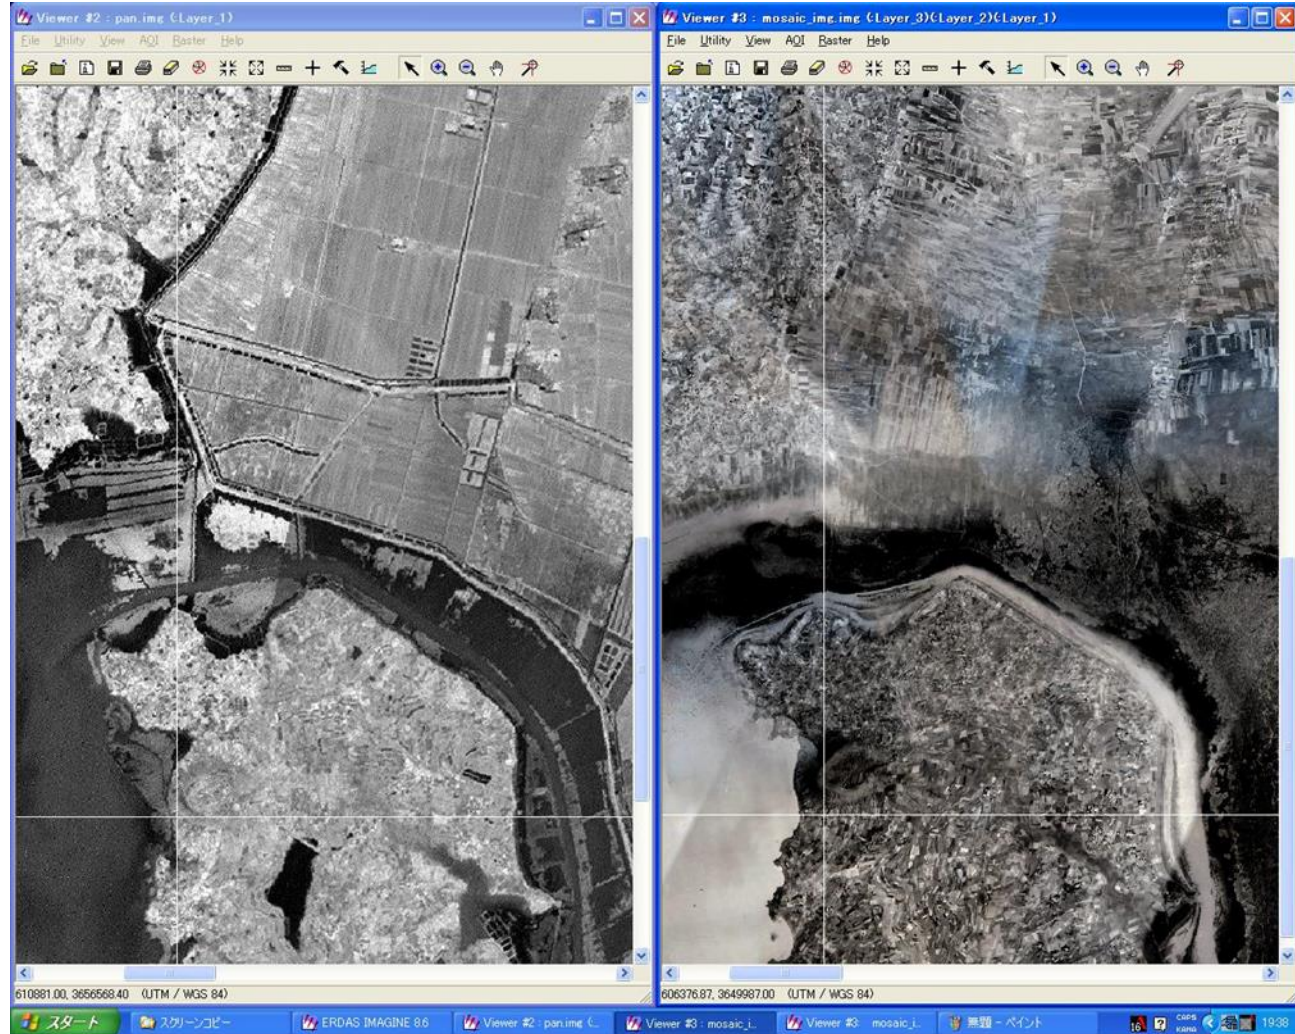 Viewer #2 : pan.img (:Layer_1)
File Utility View AOI Raster Help
610881.00, 3656568.40 (UTM / WGS 84)
Viewer #3 : mosaic_img.img (:Layer_3)(:Layer_2)(:Layer_1)
File Utility View AOI Raster Help
606376.87, 3649987.00 (UTM / WGS 84)
スタート
スクリーンコピー
ERDAS IMAGINE 8.6
Viewer #2 : pan.img (...
Viewer #3 : mosaic_i...
Viewer #3: mosaic_i...
無題 - ペイント
16
CAPS
KANA
19:38